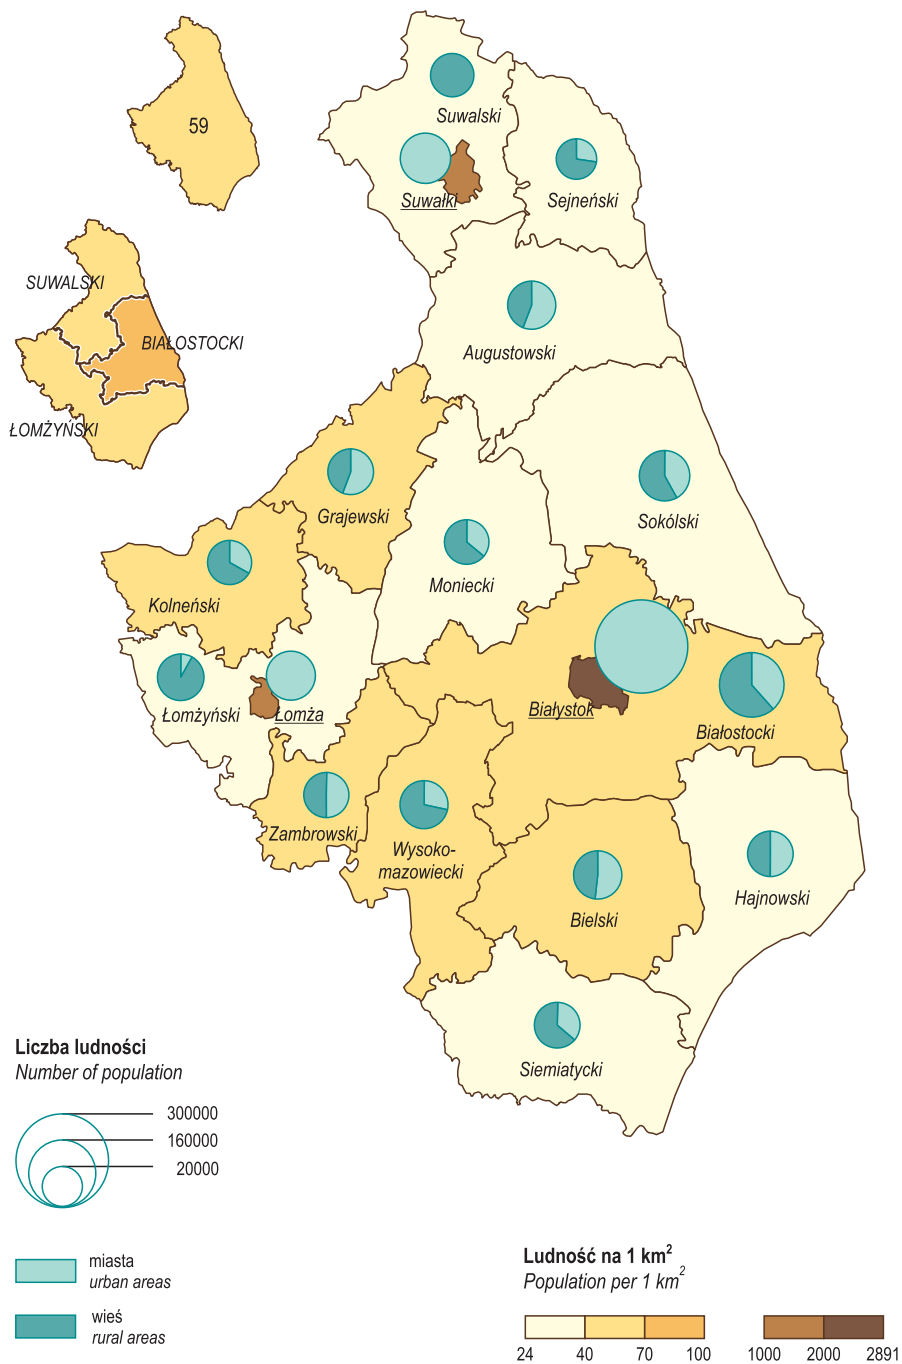 59
SUWALSKI
BIAŁOSTOCKI
ŁOMŻYŃSKI
Suwalski
Suwałki
Sejneński
Augustowski
Grajewski
Sokólski
Moniecki
Kolneński
Łomżyński
Łomża
Białystok
Białostocki
Zambrowski
Wysoko-
mazowiecki
Bielski
Hajnowski
Siemiatycki
Liczba ludności
Number of population
300000
160000
20000
miasta
urban areas
wieś
rural areas
Ludność na 1 km²
Population per 1 km²
24 40 70 100 1000 2000 2891